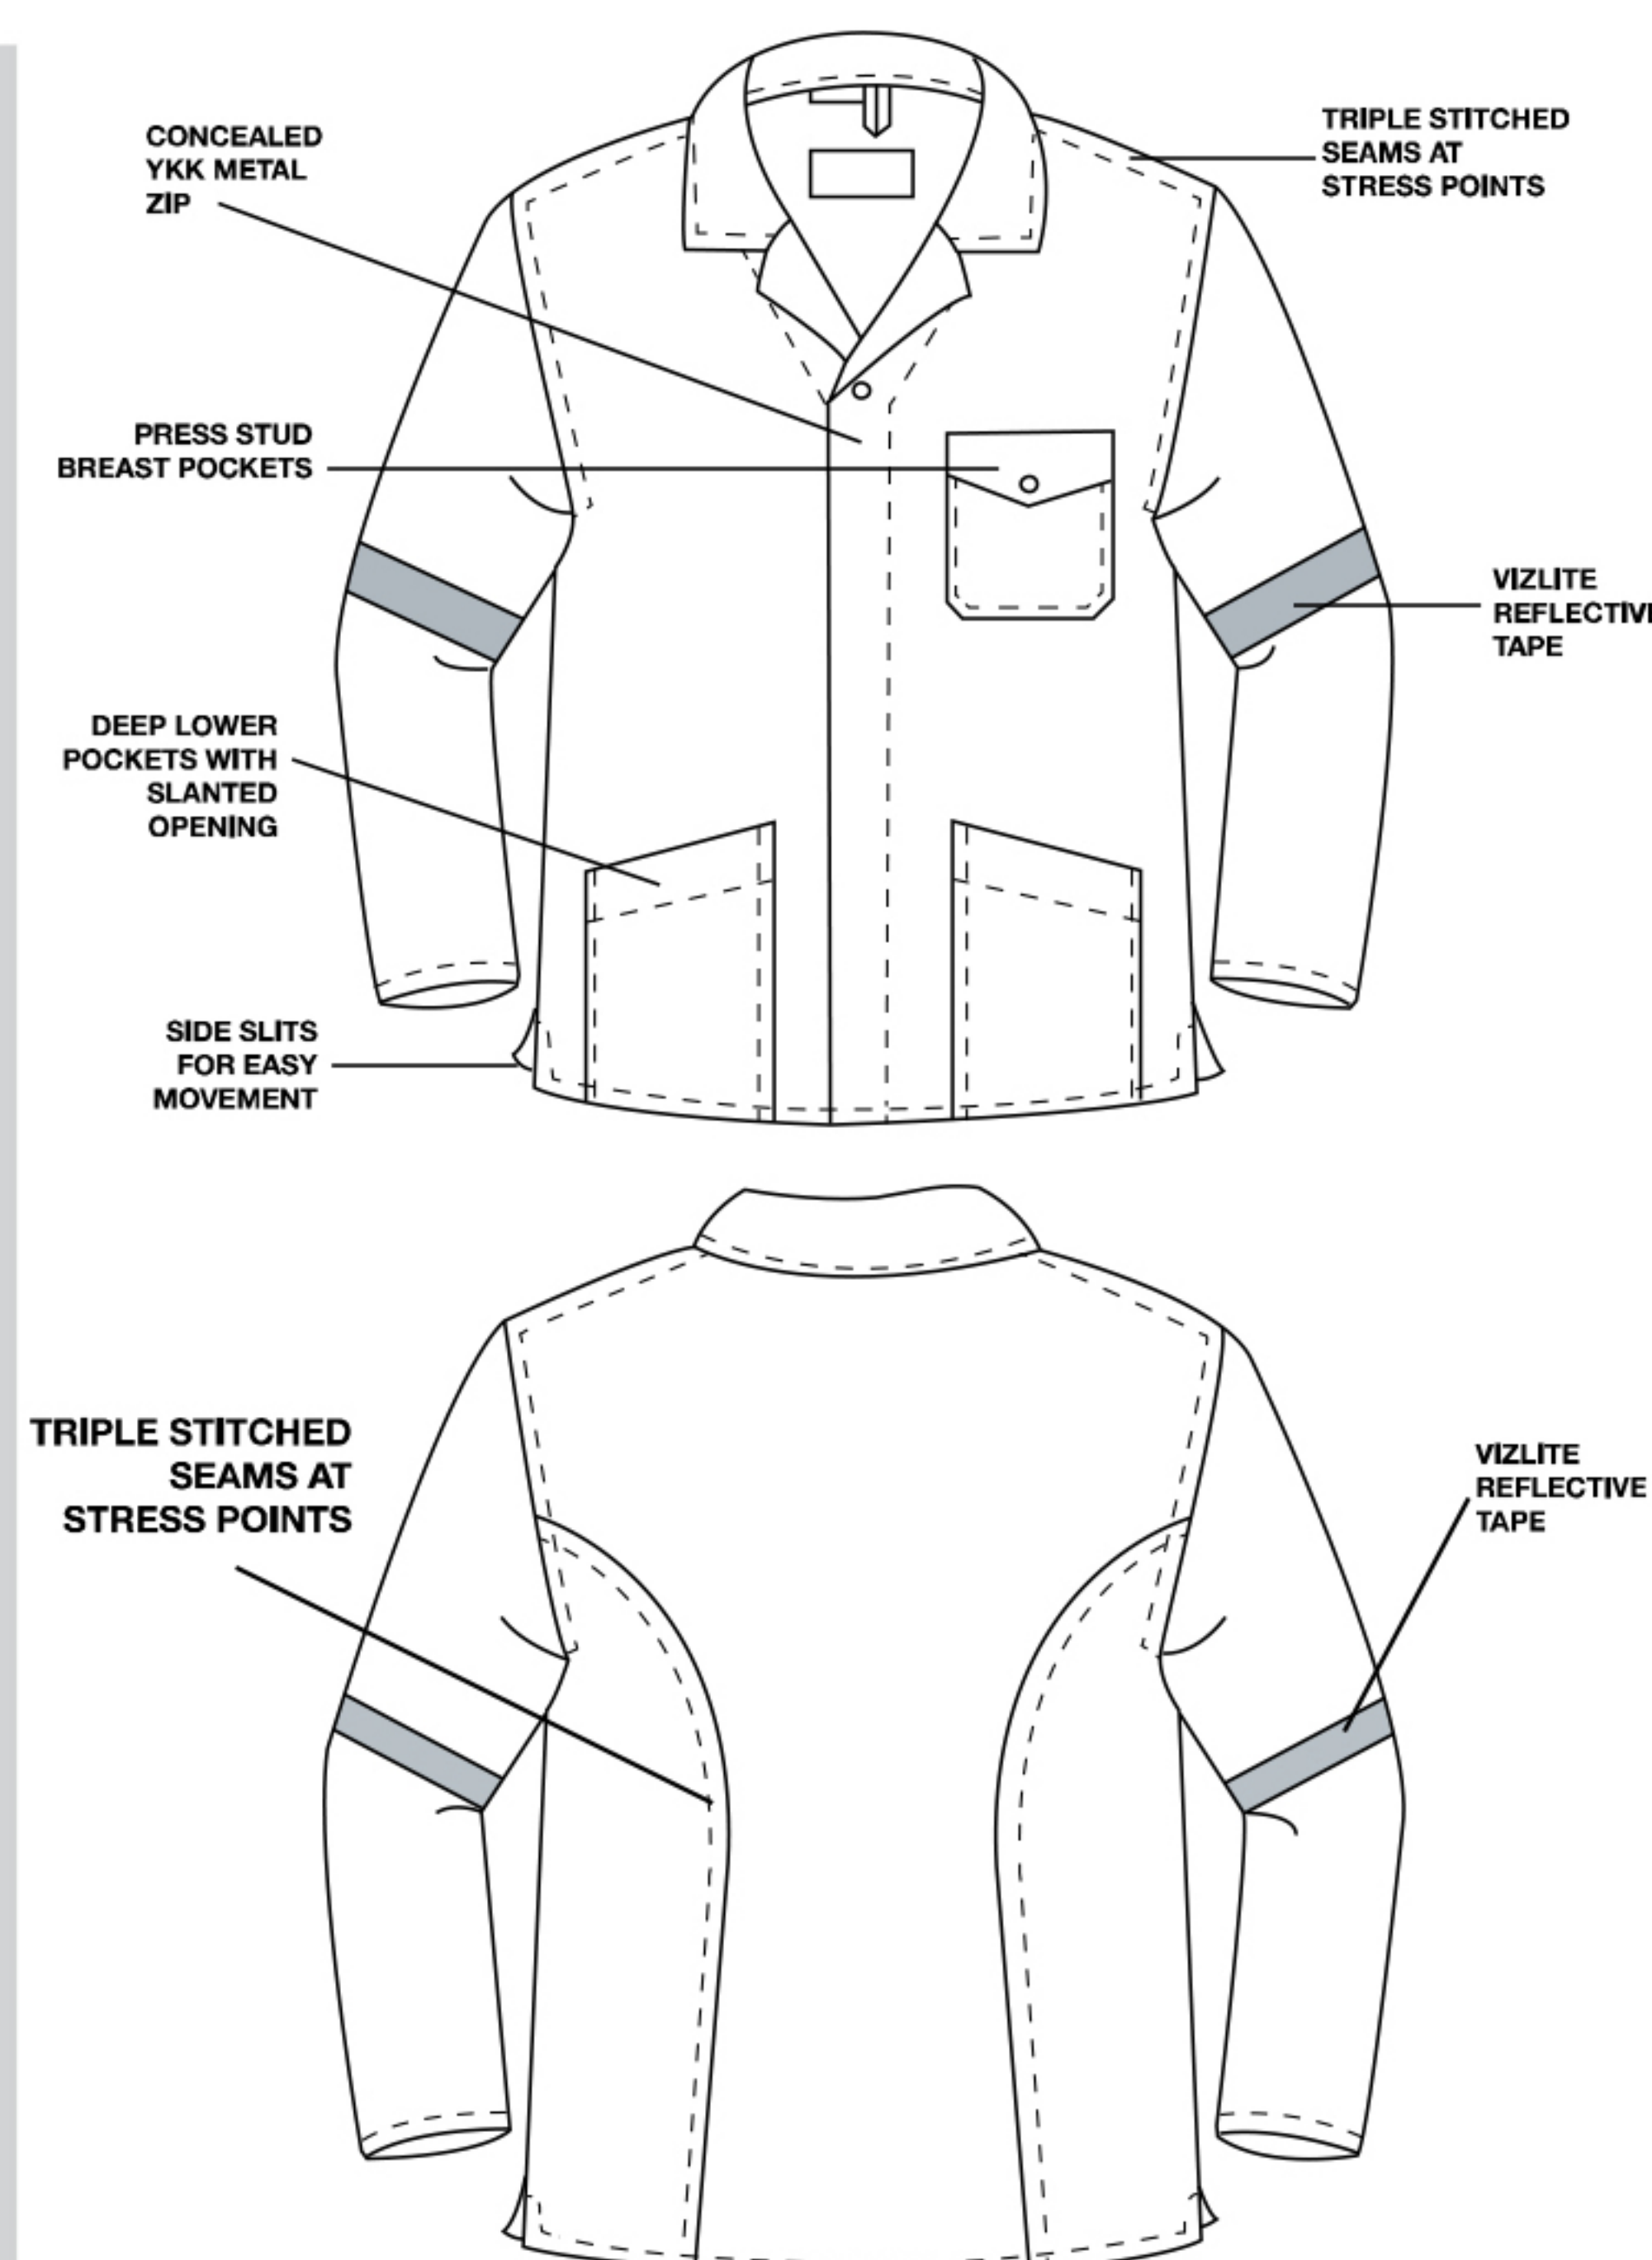 CONCEALED
YKK METAL
ZIP
TRIPLE STITCHED
SEAMS AT
STRESS POINTS
PRESS STUD
BREAST POCKETS
VIZLITE
REFLECTIVE
TAPE
DEEP LOWER
POCKETS WITH
SLANTED
OPENING
SIDE SLITS
FOR EASY
MOVEMENT
TRIPLE STITCHED
SEAMS AT
STRESS POINTS
VIZLITE
REFLECTIVE
TAPE